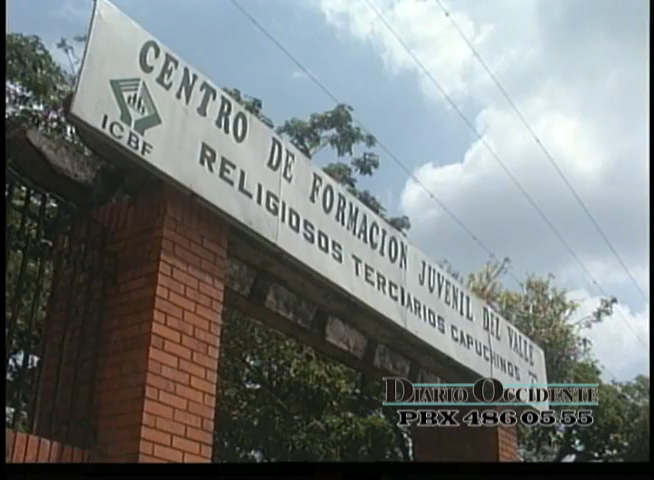 CENTRO DE FORMACION JUVENIL DEL VALLE
RELIGIOSOS TERCIARIOS CAPUCHINOS
ICBF
DIARIO OCCIDENTE
PBX 486 05 55